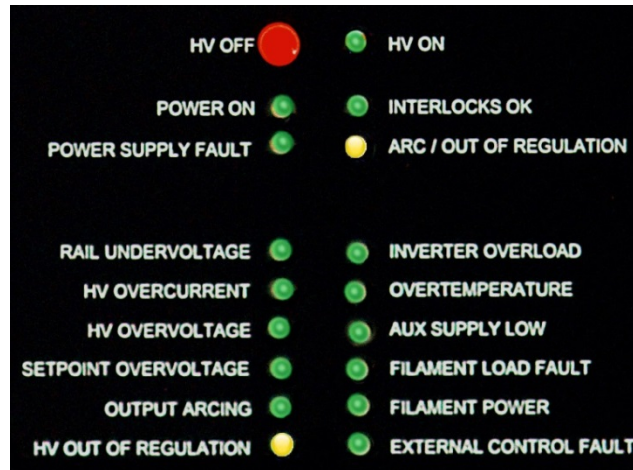 HV OFF HV ON
POWER ON INTERLOCKS OK
POWER SUPPLY FAULT ARC / OUT OF REGULATION
RAIL UNDERVOLTAGE INVERTER OVERLOAD
HV OVERCURRENT OVERTEMPERATURE
HV OVERVOLTAGE AUX SUPPLY LOW
SETPOINT OVERVOLTAGE FILAMENT LOAD FAULT
OUTPUT ARCING FILAMENT POWER
HV OUT OF REGULATION EXTERNAL CONTROL FAULT